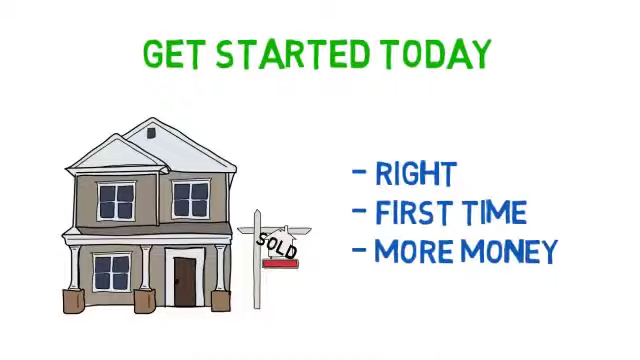 GET STARTED TODAY
- RIGHT
- FIRST TIME
- MORE MONEY
SOLD